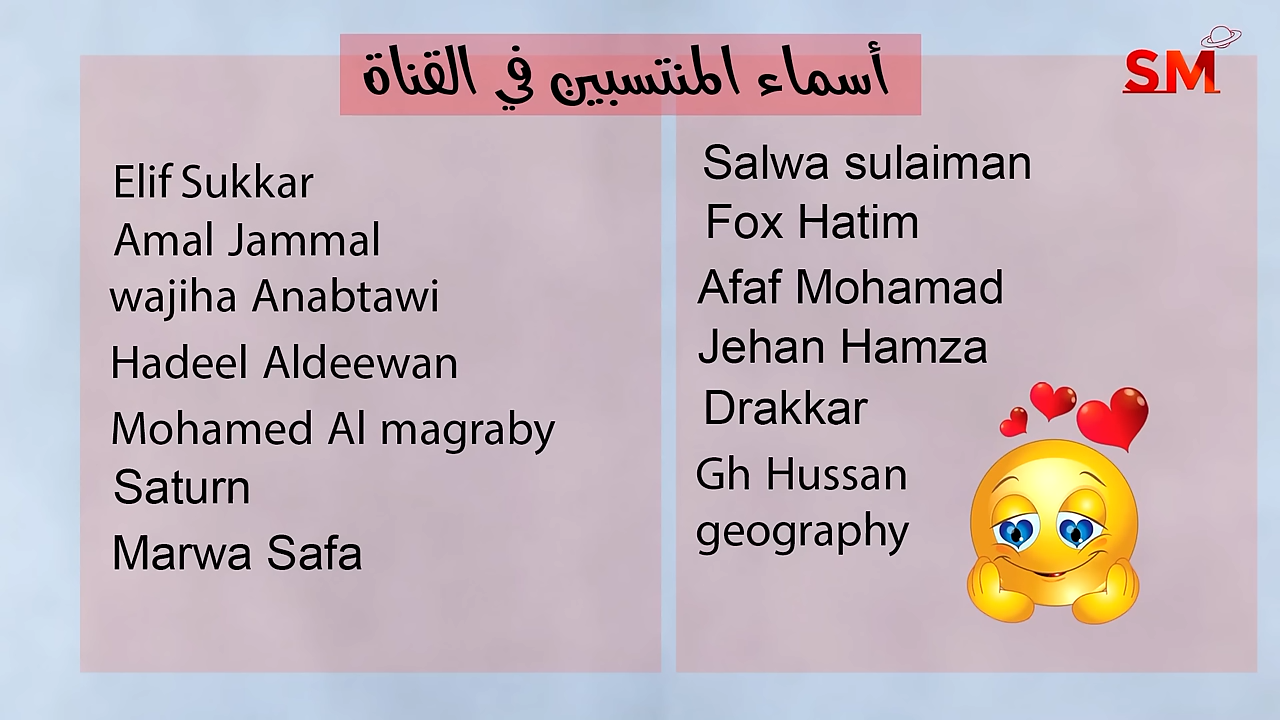 أسماء المنتسبين في القناة
SM
Elif Sukkar
Amal Jammal
wajiha Anabtawi
Hadeel Aldeewan
Mohamed Al magraby
Saturn
Marwa Safa
Salwa sulaiman
Fox Hatim
Afaf Mohamad
Jehan Hamza
Drakkar
Gh Hussan
geography